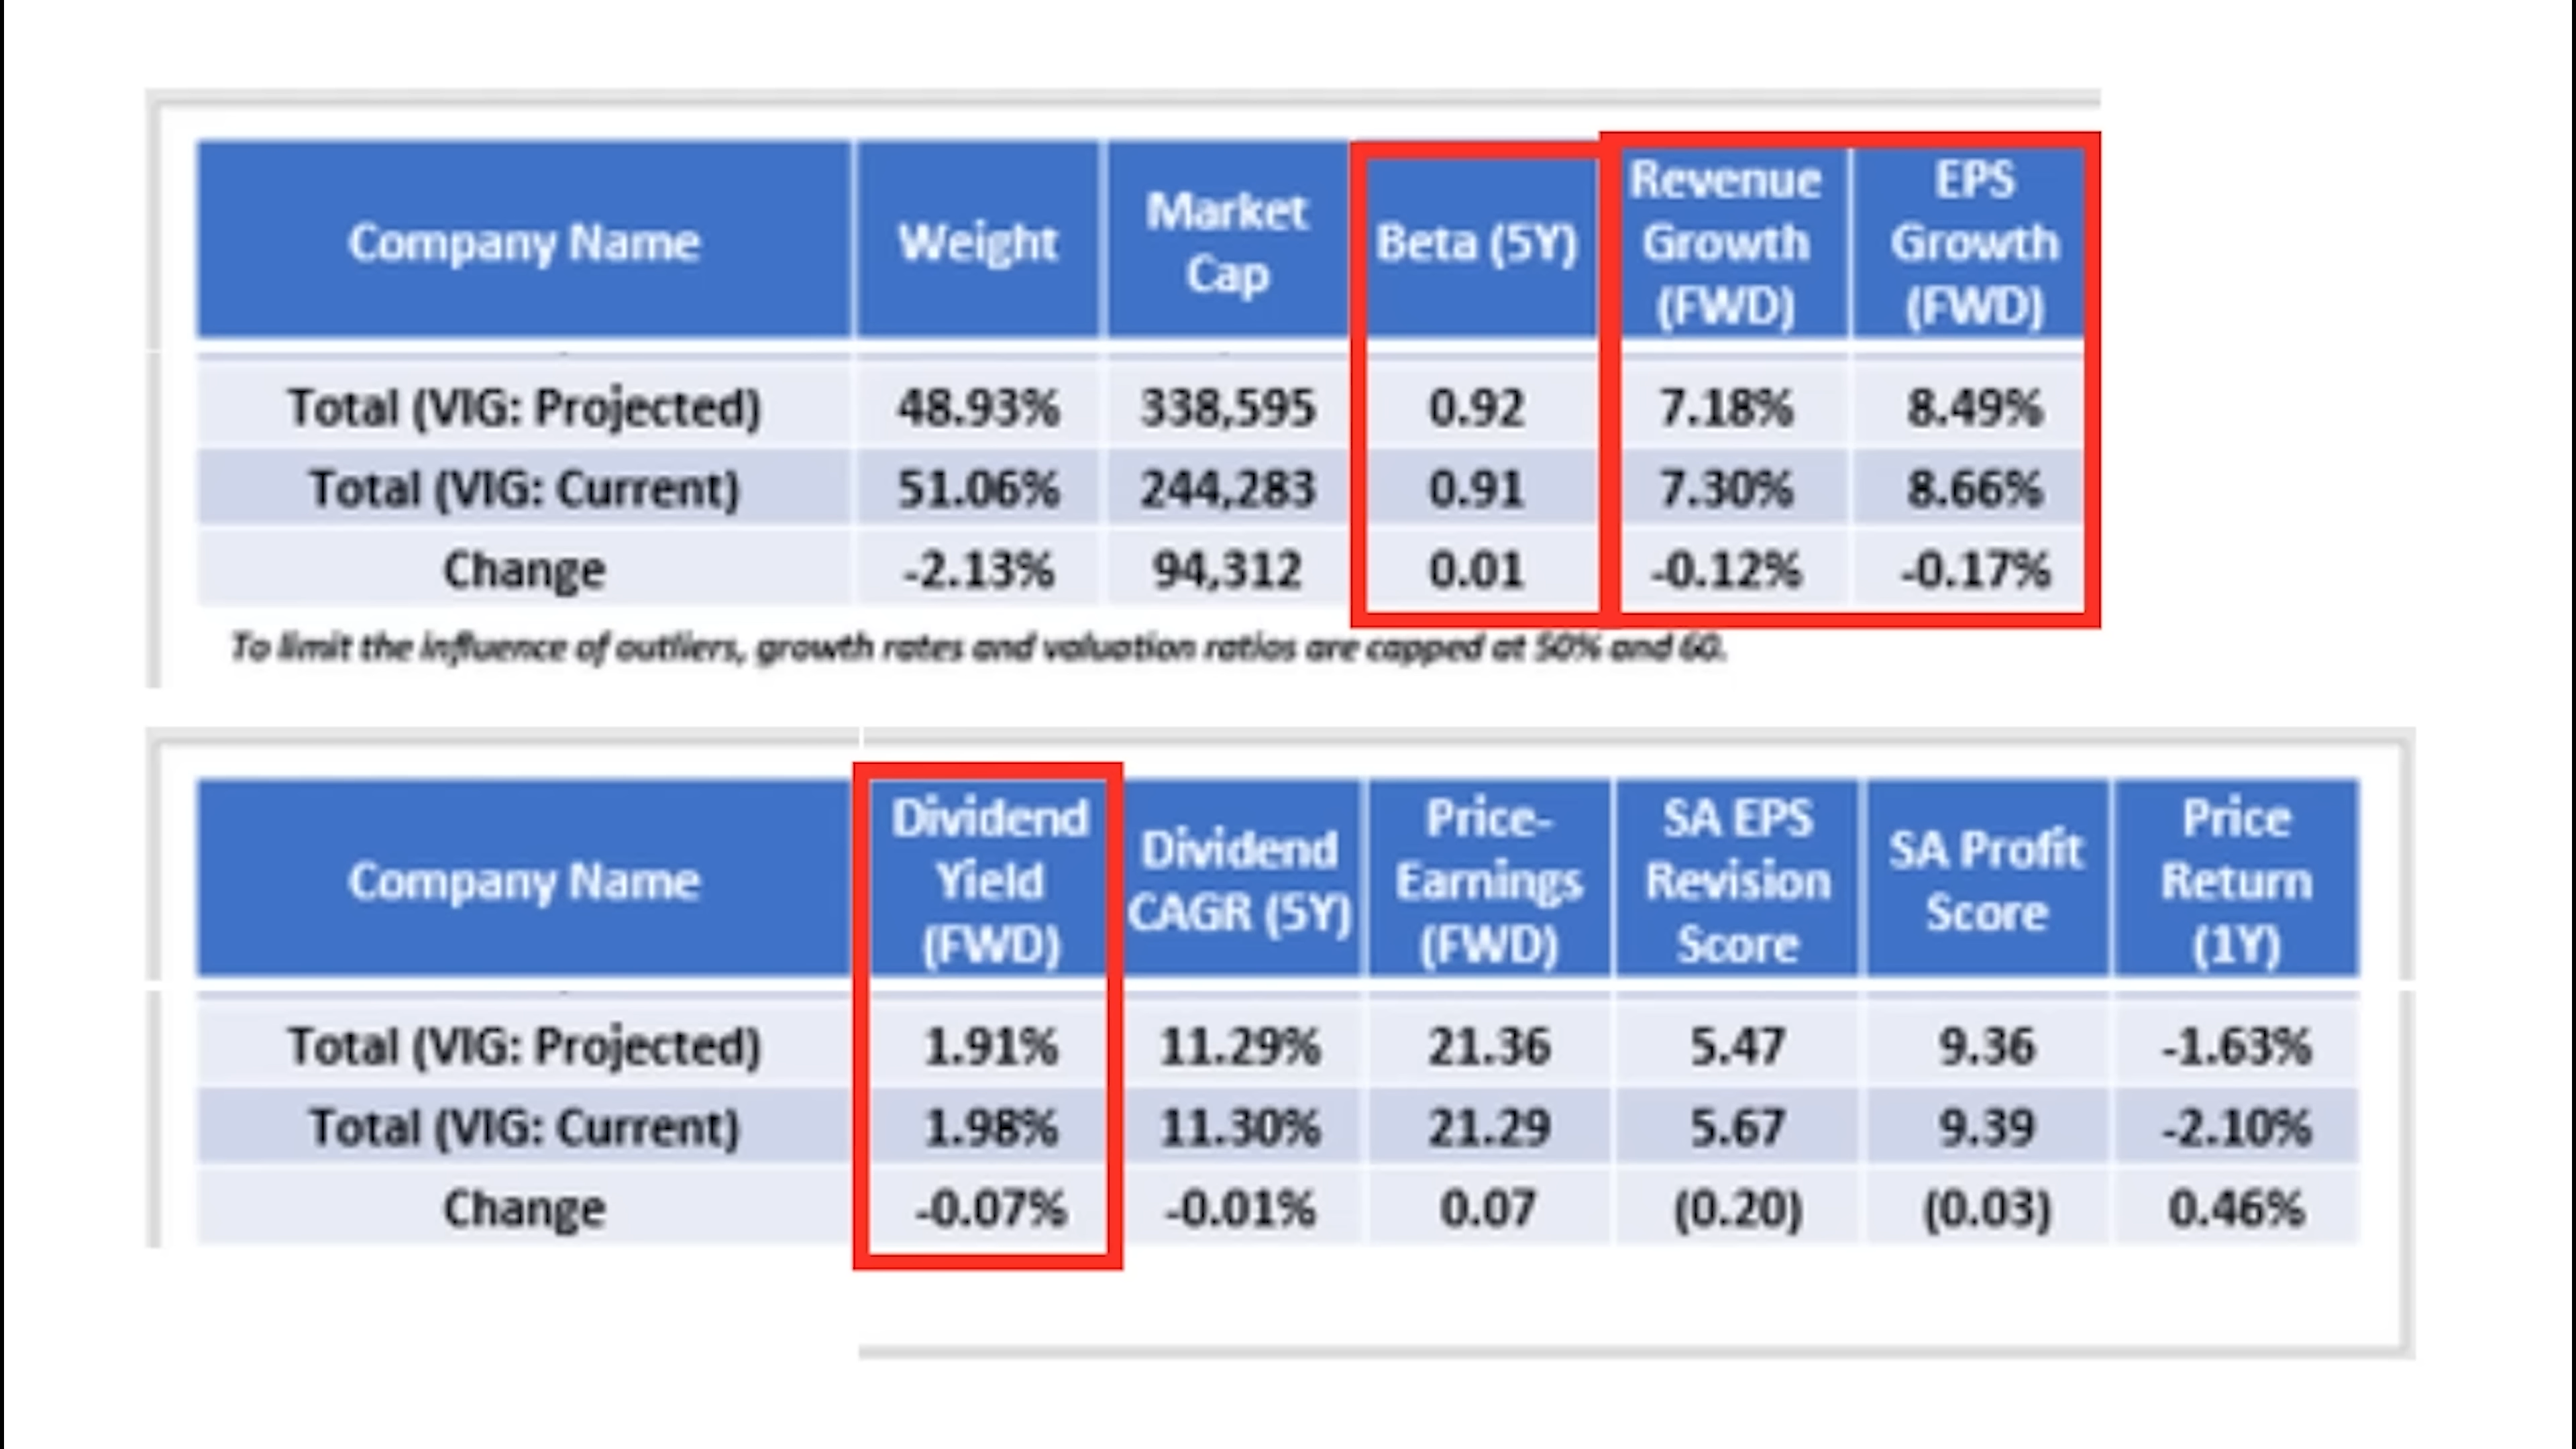 Company Name Weight Market Cap Beta (5Y) Revenue Growth (FWD) EPS Growth (FWD)
Total (VIG: Projected) 48.93% 338,595 0.92 7.18% 8.49%
Total (VIG: Current) 51.06% 244,283 0.91 7.30% 8.66%
Change -2.13% 94,312 0.01 -0.12% -0.17%
To limit the influence of outliers, growth rates and valuation ratios are capped at 50% and 60.
Company Name Dividend Yield (FWD) Dividend CAGR (5Y) Price-Earnings (FWD) SA EPS Revision Score SA Profit Score Price Return (1Y)
Total (VIG: Projected) 1.91% 11.29% 21.36 5.47 9.36 -1.63%
Total (VIG: Current) 1.98% 11.30% 21.29 5.67 9.39 -2.10%
Change -0.07% -0.01% 0.07 (0.20) (0.03) 0.46%